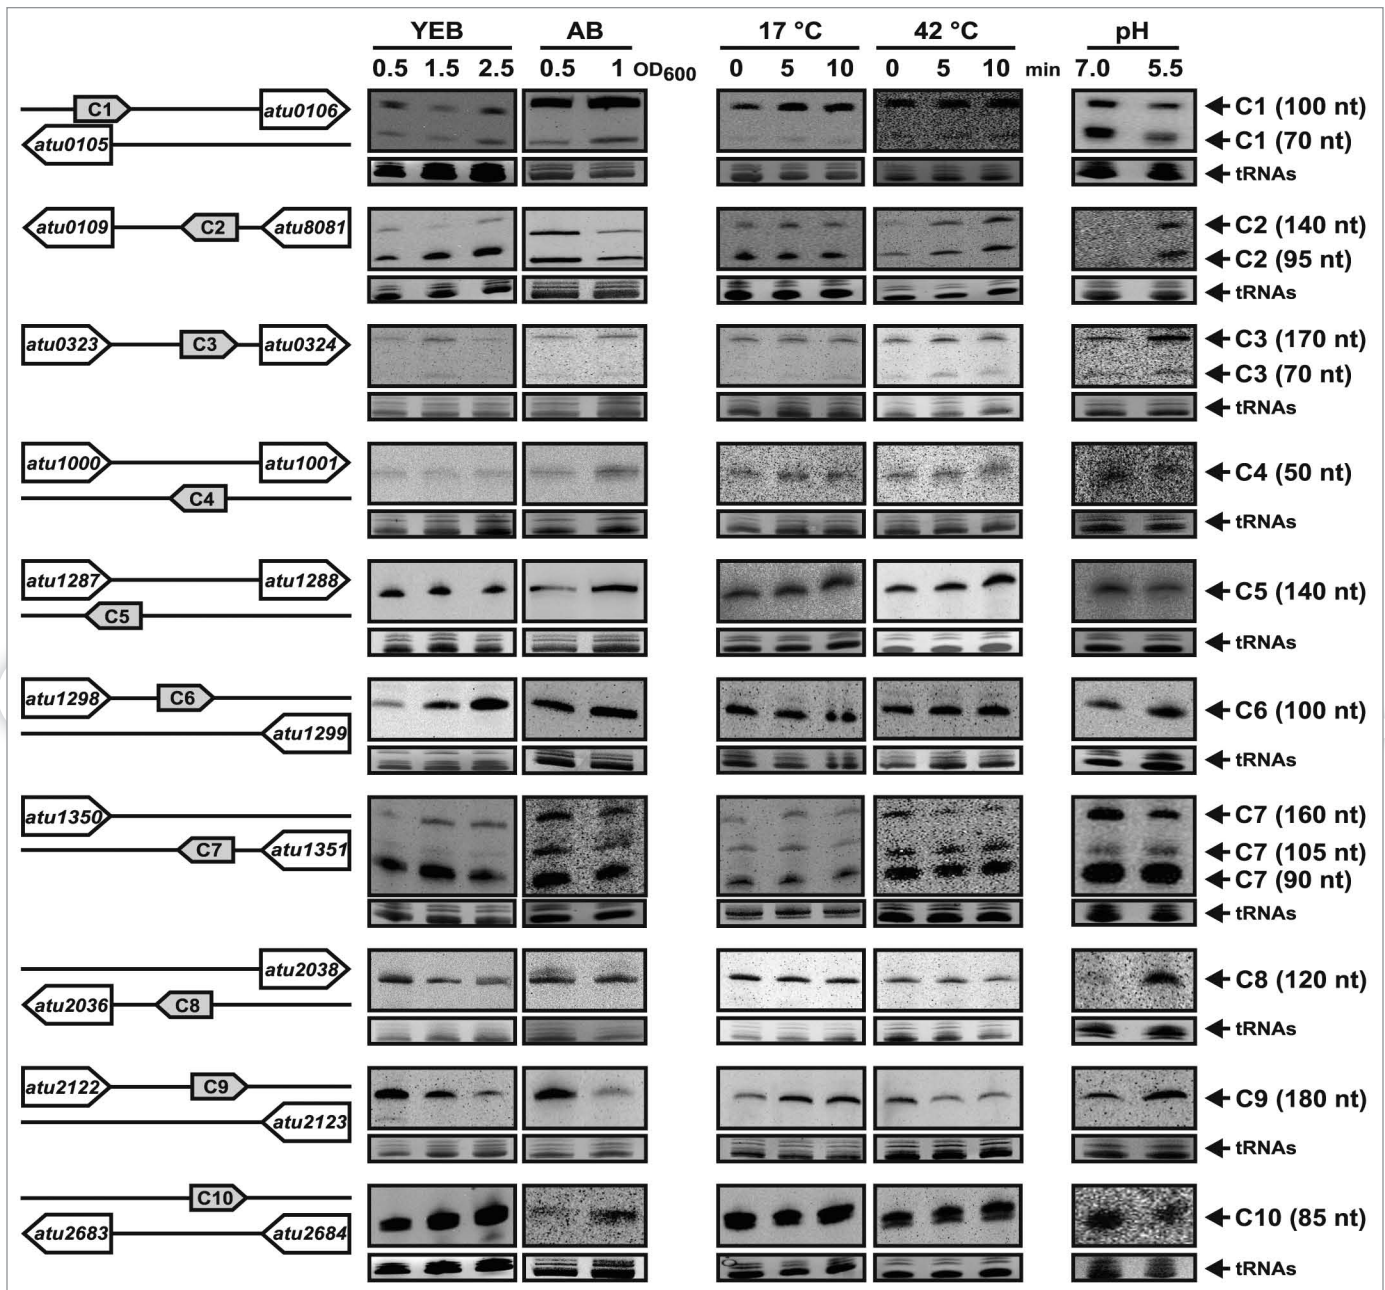 YEB AB 17 °C 42 °C pH
0.5 1.5 2.5 0.5 1 OD600 0 5 10 0 5 10 min 7.0 5.5
C1 atu0106 C1 (100 nt)
atu0105 C1 (70 nt)
tRNAs
atu0109 C2 atu8081 C2 (140 nt)
C2 (95 nt)
tRNAs
atu0323 C3 atu0324 C3 (170 nt)
C3 (70 nt)
tRNAs
atu1000 atu1001 C4 (50 nt)
C4
tRNAs
atu1287 atu1288 C5 (140 nt)
C5
tRNAs
atu1298 C6 C6 (100 nt)
atu1299
tRNAs
atu1350 C7 (160 nt)
C7 atu1351 C7 (105 nt)
C7 (90 nt)
tRNAs
atu2038 C8 (120 nt)
atu2036 C8
tRNAs
atu2122 C9 C9 (180 nt)
atu2123
tRNAs
C10 C10 (85 nt)
atu2683 atu2684
tRNAs